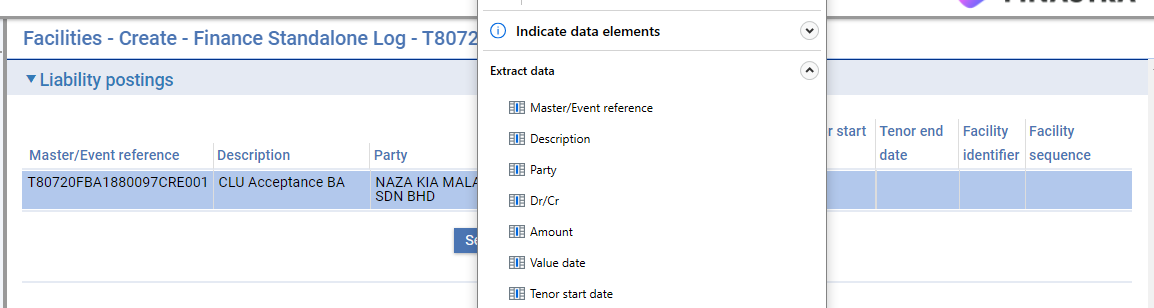 FINASTRA
Facilities - Create - Finance Standalone Log - T8072
Indicate data elements
Liability postings
Extract data
Master/Event reference
Description
Party
Dr/Cr
Amount
Value date
Tenor start date
Master/Event reference Description Party
r start Tenor end date Facility identifier Facility sequence
T80720FBA1880097CRE001 CLU Acceptance BA NAZA KIA MALA
SDN BHD
Se